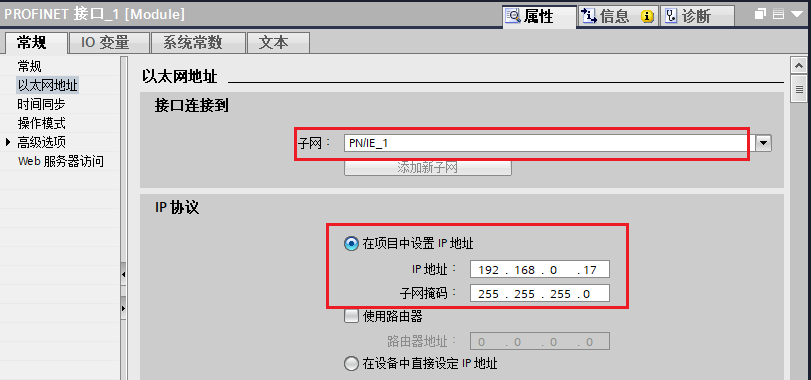 PROFINET 接口_1 [Module]
属性 信息 诊断
常规 IO 变量 系统常数 文本
常规
以太网地址
时间同步
操作模式
高级选项
Web 服务器访问
以太网地址
接口连接到
子网： PN/IE_1
添加新子网
IP 协议
在项目中设置 IP 地址
IP 地址： 192 . 168 . 0 . 17
子网掩码： 255 . 255 . 255 . 0
使用路由器
路由器地址： 0 . 0 . 0 . 0
在设备中直接设定 IP 地址